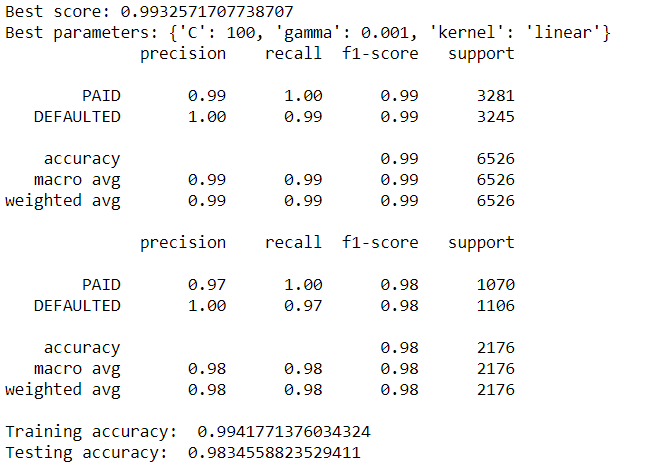 Best score: 0.9932571707738707
Best parameters: {'C': 100, 'gamma': 0.001, 'kernel': 'linear'}
precision recall f1-score support
PAID 0.99 1.00 0.99 3281
DEFAULTED 1.00 0.99 0.99 3245
accuracy 0.99 6526
macro avg 0.99 0.99 0.99 6526
weighted avg 0.99 0.99 0.99 6526
precision recall f1-score support
PAID 0.97 1.00 0.98 1070
DEFAULTED 1.00 0.97 0.98 1106
accuracy 0.98 2176
macro avg 0.98 0.98 0.98 2176
weighted avg 0.98 0.98 0.98 2176
Training accuracy: 0.9941771376034324
Testing accuracy: 0.9834558823529411